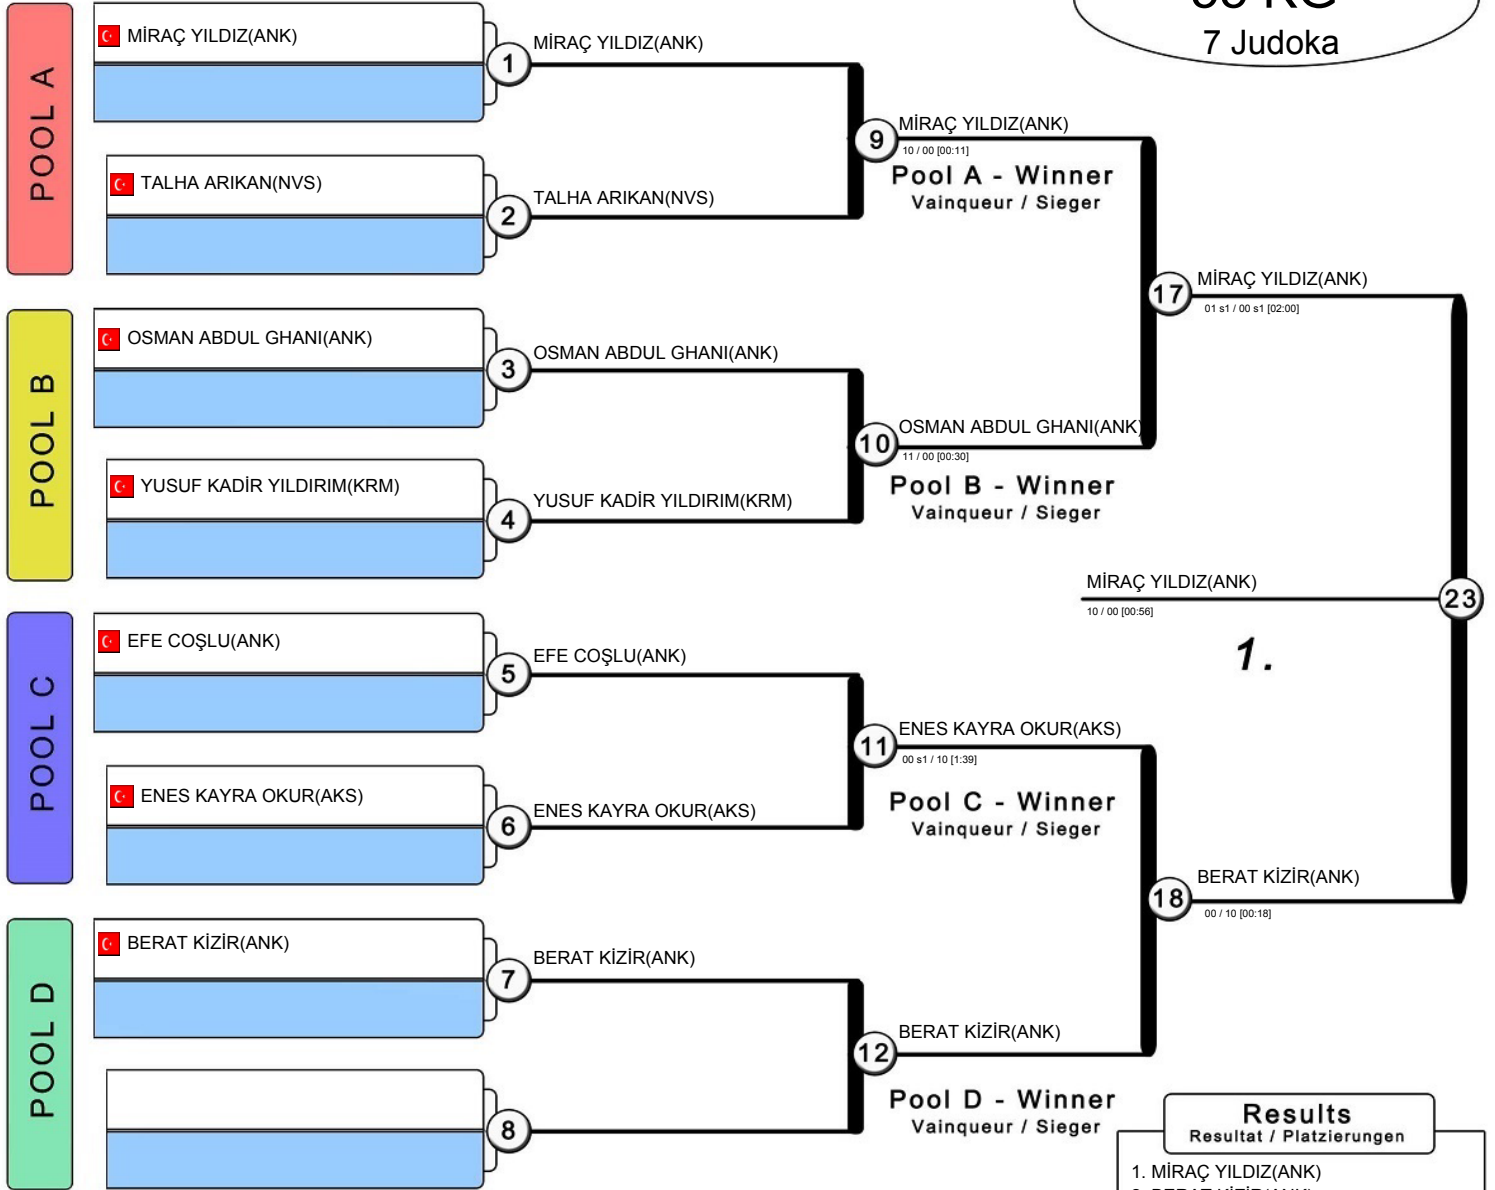 7 Judoka
POOL A
MİRAÇ YILDIZ(ANK)
1
MİRAÇ YILDIZ(ANK)
TALHA ARIKAN(NVS)
2
TALHA ARIKAN(NVS)
9
MİRAÇ YILDIZ(ANK)
10 / 00 [00:11]
Pool A - Winner
Vainqueur / Sieger
POOL B
OSMAN ABDUL GHANI(ANK)
3
OSMAN ABDUL GHANI(ANK)
YUSUF KADİR YILDIRIM(KRM)
4
YUSUF KADİR YILDIRIM(KRM)
10
OSMAN ABDUL GHANI(ANK)
11 / 00 [00:30]
Pool B - Winner
Vainqueur / Sieger
17
MİRAÇ YILDIZ(ANK)
01 s1 / 00 s1 [02:00]
MİRAÇ YILDIZ(ANK)
23
10 / 00 [00:56]
1.
POOL C
EFE COŞLU(ANK)
5
EFE COŞLU(ANK)
ENES KAYRA OKUR(AKS)
6
ENES KAYRA OKUR(AKS)
11
ENES KAYRA OKUR(AKS)
00 s1 / 10 [1:39]
Pool C - Winner
Vainqueur / Sieger
18
BERAT KİZİR(ANK)
00 / 10 [00:18]
POOL D
BERAT KİZİR(ANK)
7
BERAT KİZİR(ANK)
8
12
BERAT KİZİR(ANK)
Pool D - Winner
Vainqueur / Sieger
Results
Resultat / Platzierungen
1. MİRAÇ YILDIZ(ANK)